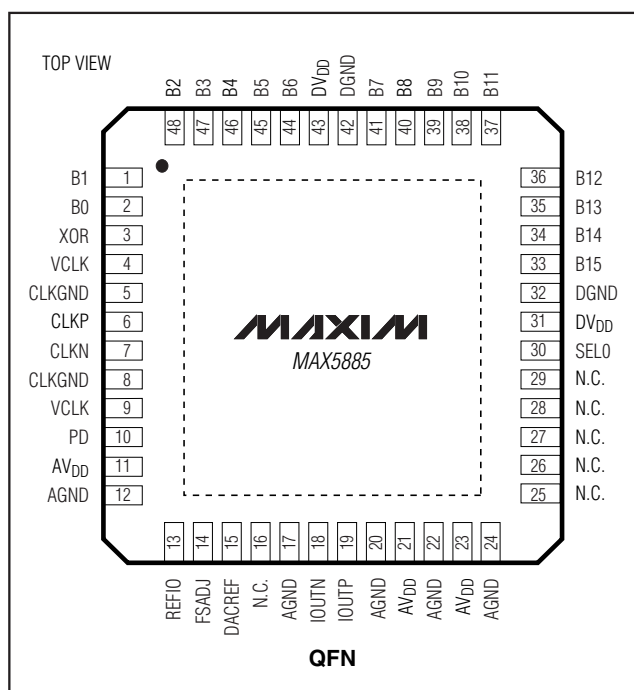 TOP VIEW
B2 B3 B4 B5 B6 DVDD DGND B7 B8 B9 B10 B11
48 47 46 45 44 43 42 41 40 39 38 37
B1 1
B0 2
XOR 3
VCLK 4
CLKGND 5
CLKP 6
CLKN 7
CLKGND 8
VCLK 9
PD 10
AVDD 11
AGND 12
MAXIM
MAX5885
36 B12
35 B13
34 B14
33 B15
32 DGND
31 DVDD
30 SEL0
29 N.C.
28 N.C.
27 N.C.
26 N.C.
25 N.C.
13 14 15 16 17 18 19 20 21 22 23 24
REFIO FSADJ DACREF N.C. AGND IOUTN IOUTP AGND AVDD AGND AVDD AGND
QFN